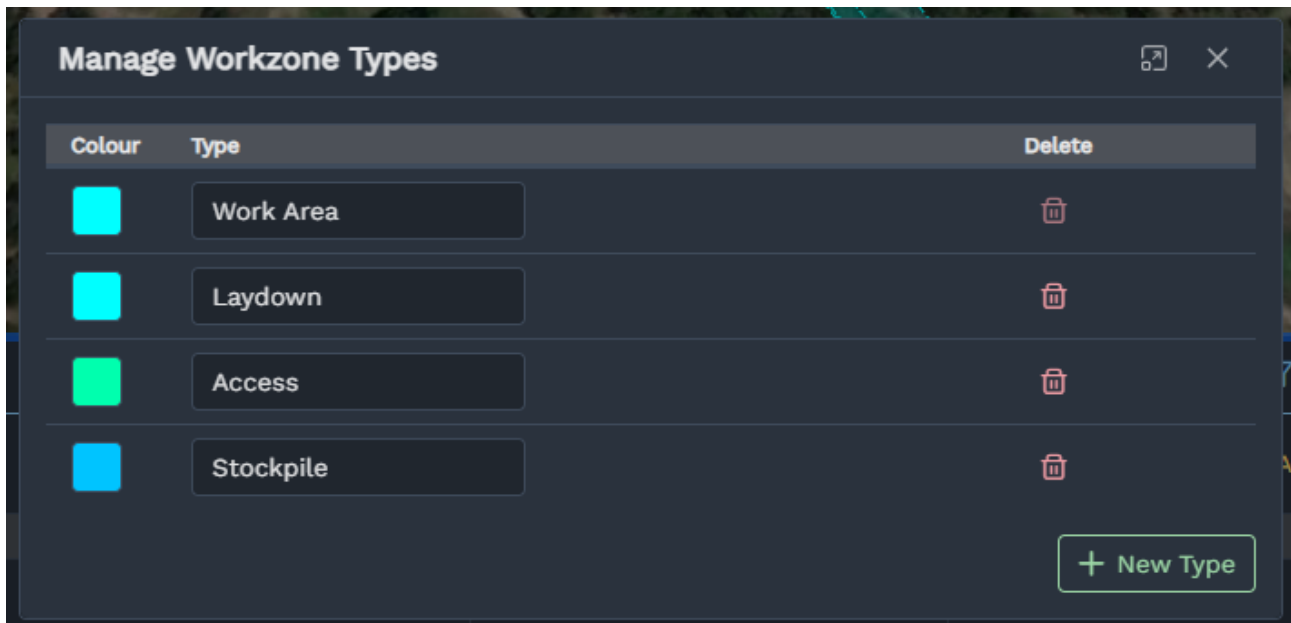 Manage Workzone Types
Colour Type Delete
Work Area
Laydown
Access
Stockpile
+ New Type